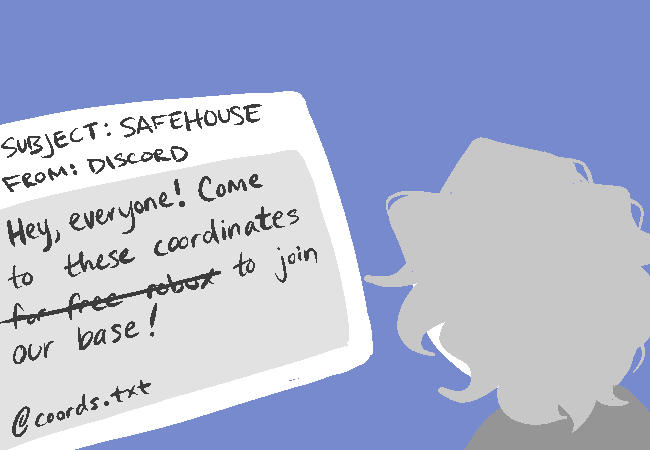 SUBJECT: SAFEHOUSE
FROM: DISCORD
Hey, everyone! Come
to these coordinates
for free robux to join
our base!
@coords.txt